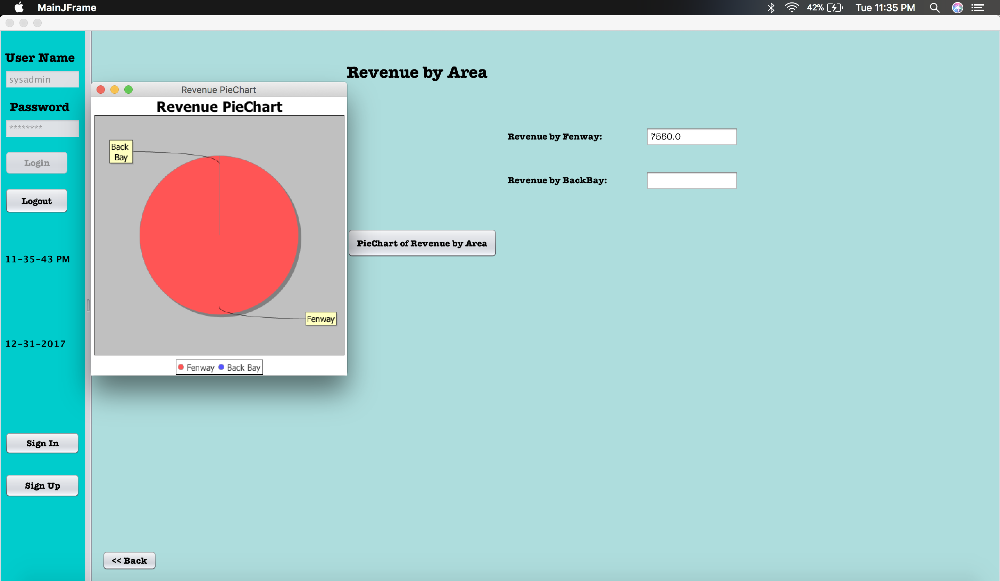 MainJFrame
42%
Tue 11:35 PM
User Name
sysadmin
Password
********
Login
Logout
11-35-43 PM
12-31-2017
Sign In
Sign Up
Revenue by Area
Revenue PieChart
Revenue PieChart
Back
Bay
Fenway
Fenway Back Bay
Revenue by Fenway: 7550.0
Revenue by BackBay:
PieChart of Revenue by Area
<< Back